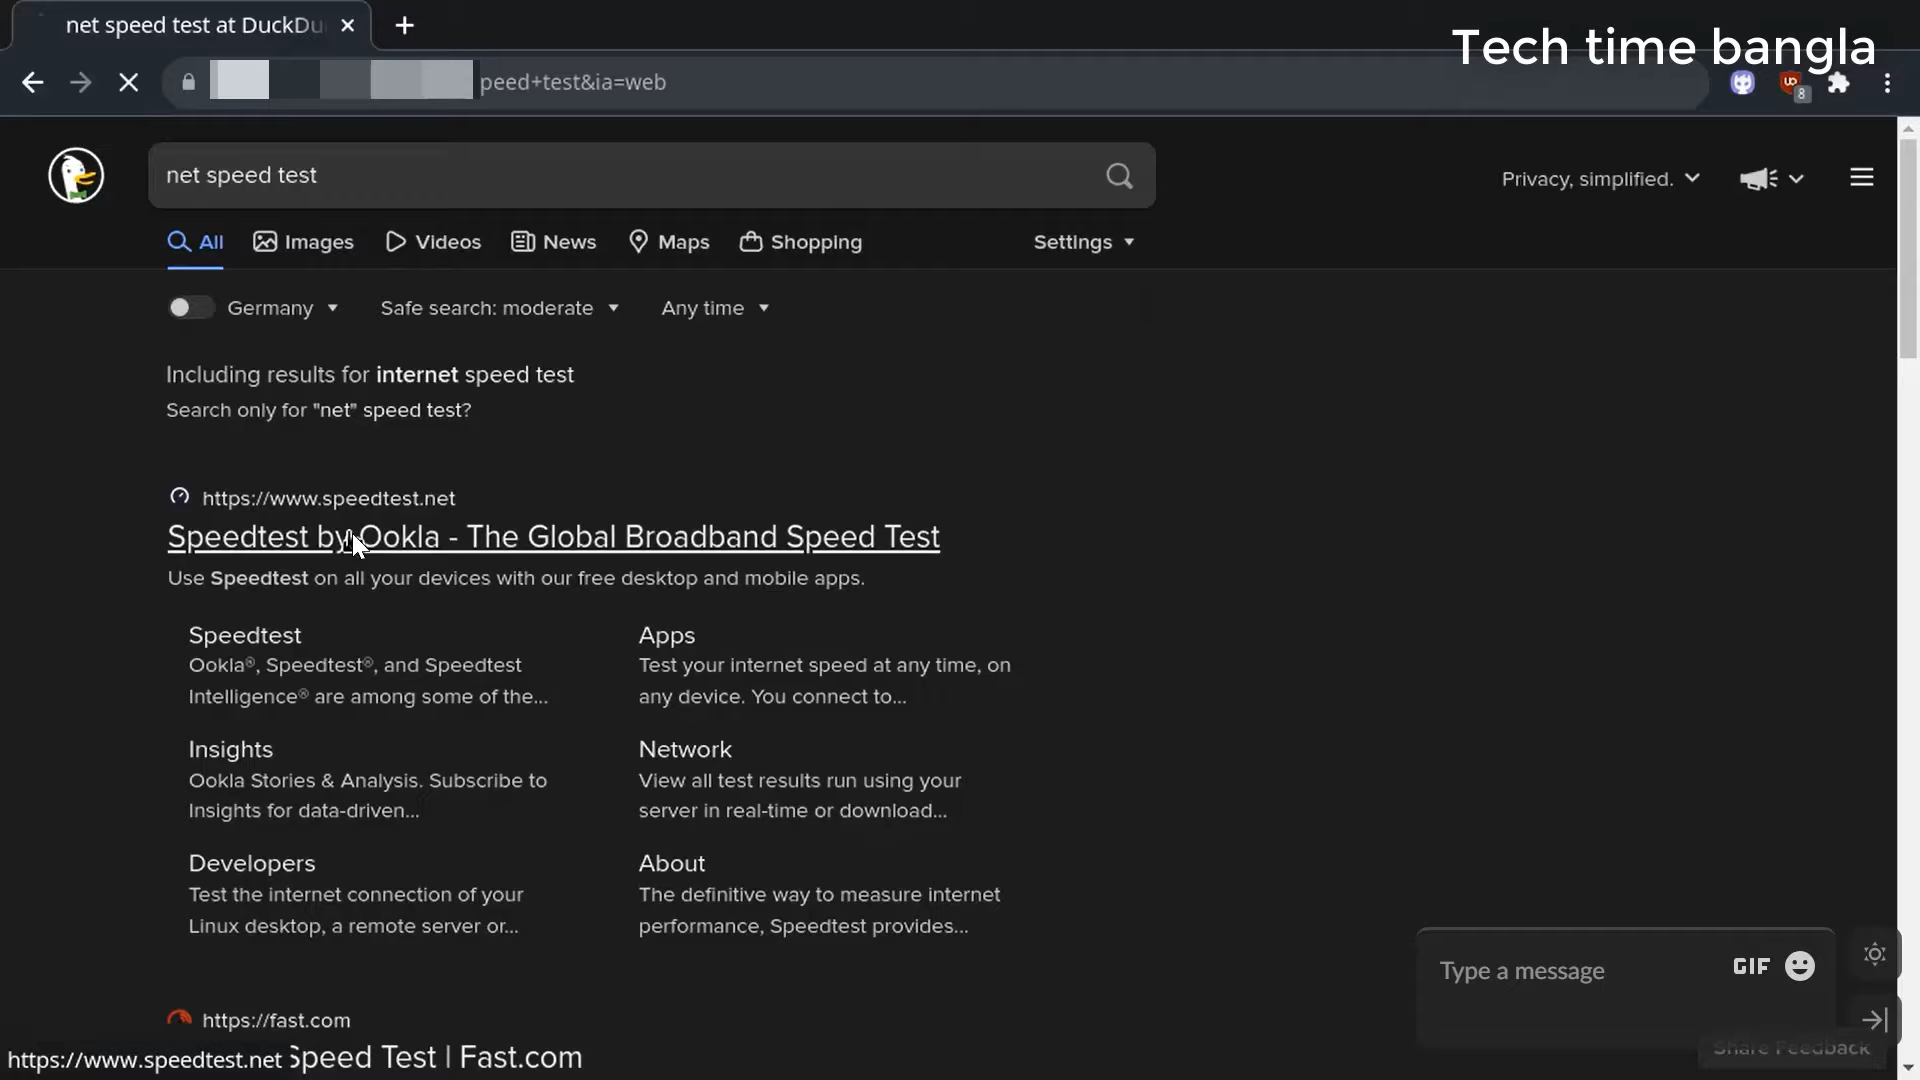 net speed test at DuckDu
Tech time bangla
peed+test&ia=web
8
net speed test
Privacy, simplified.
All
Images
Videos
News
Maps
Shopping
Settings
Germany
Safe search: moderate
Any time
Including results for internet speed test
Search only for "net" speed test?
https://www.speedtest.net
Speedtest by Ookla - The Global Broadband Speed Test
Use Speedtest on all your devices with our free desktop and mobile apps.
Speedtest
Ookla®, Speedtest®, and Speedtest
Intelligence® are among some of the...
Apps
Test your internet speed at any time, on
any device. You connect to...
Insights
Ookla Stories & Analysis. Subscribe to
Insights for data-driven...
Network
View all test results run using your
server in real-time or download...
Developers
Test the internet connection of your
Linux desktop, a remote server or...
About
The definitive way to measure internet
performance, Speedtest provides...
Type a message
GIF
https://fast.com
Share Feedback
https://www.speedtest.net
Speed Test | Fast.com